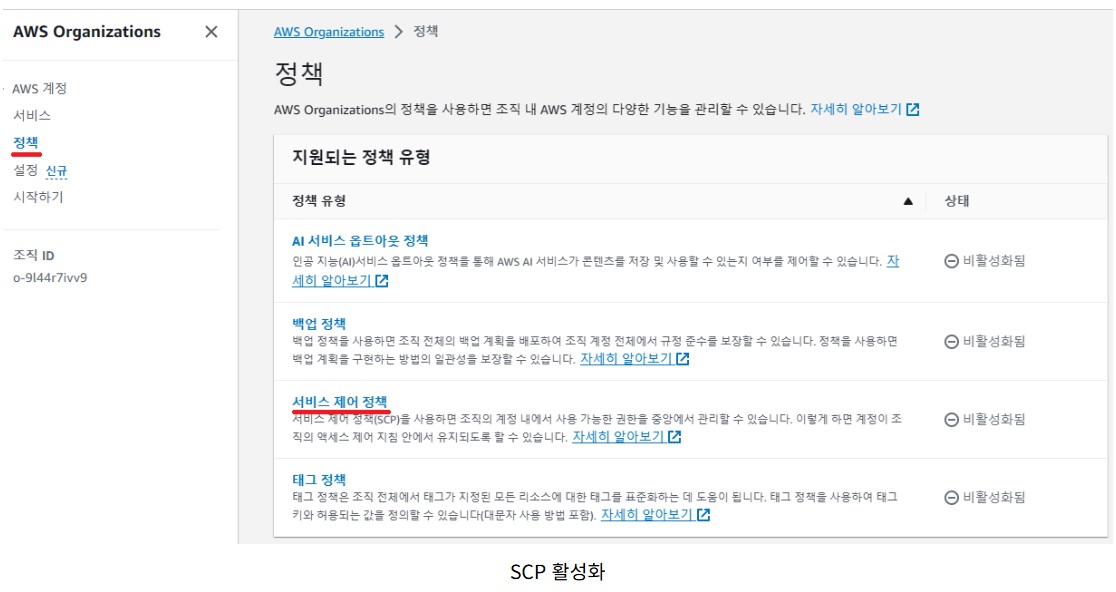 AWS Organizations
AWS 계정
서비스
정책
설정 신규
시작하기
조직 ID
o-9l44r7ivv9
AWS Organizations > 정책
정책
AWS Organizations의 정책을 사용하면 조직 내 AWS 계정의 다양한 기능을 관리할 수 있습니다. 자세히 알아보기
지원되는 정책 유형
정책 유형 상태
AI 서비스 옵트아웃 정책
인공 지능(AI)서비스 옵트아웃 정책을 통해 AWS AI 서비스가 콘텐츠를 저장 및 사용할 수 있는지 여부를 제어할 수 있습니다. 자
세히 알아보기
비활성화됨
백업 정책
백업 정책을 사용하면 조직 전체의 백업 계획을 배포하여 조직 계정 전체에서 규정 준수를 보장할 수 있습니다. 정책을 사용하면
백업 계획을 구현하는 방법의 일관성을 보장할 수 있습니다. 자세히 알아보기
비활성화됨
서비스 제어 정책
서비스 제어 정책(SCP)을 사용하면 조직의 계정 내에서 사용 가능한 권한을 중앙에서 관리할 수 있습니다. 이렇게 하면 계정이 조
직의 액세스 제어 지침 안에서 유지되도록 할 수 있습니다. 자세히 알아보기
비활성화됨
태그 정책
태그 정책은 조직 전체에서 태그가 지정된 모든 리소스에 대한 태그를 표준화하는 데 도움이 됩니다. 태그 정책을 사용하여 태그
키와 허용되는 값을 정의할 수 있습니다(대문자 사용 방법 포함). 자세히 알아보기
비활성화됨
SCP 활성화